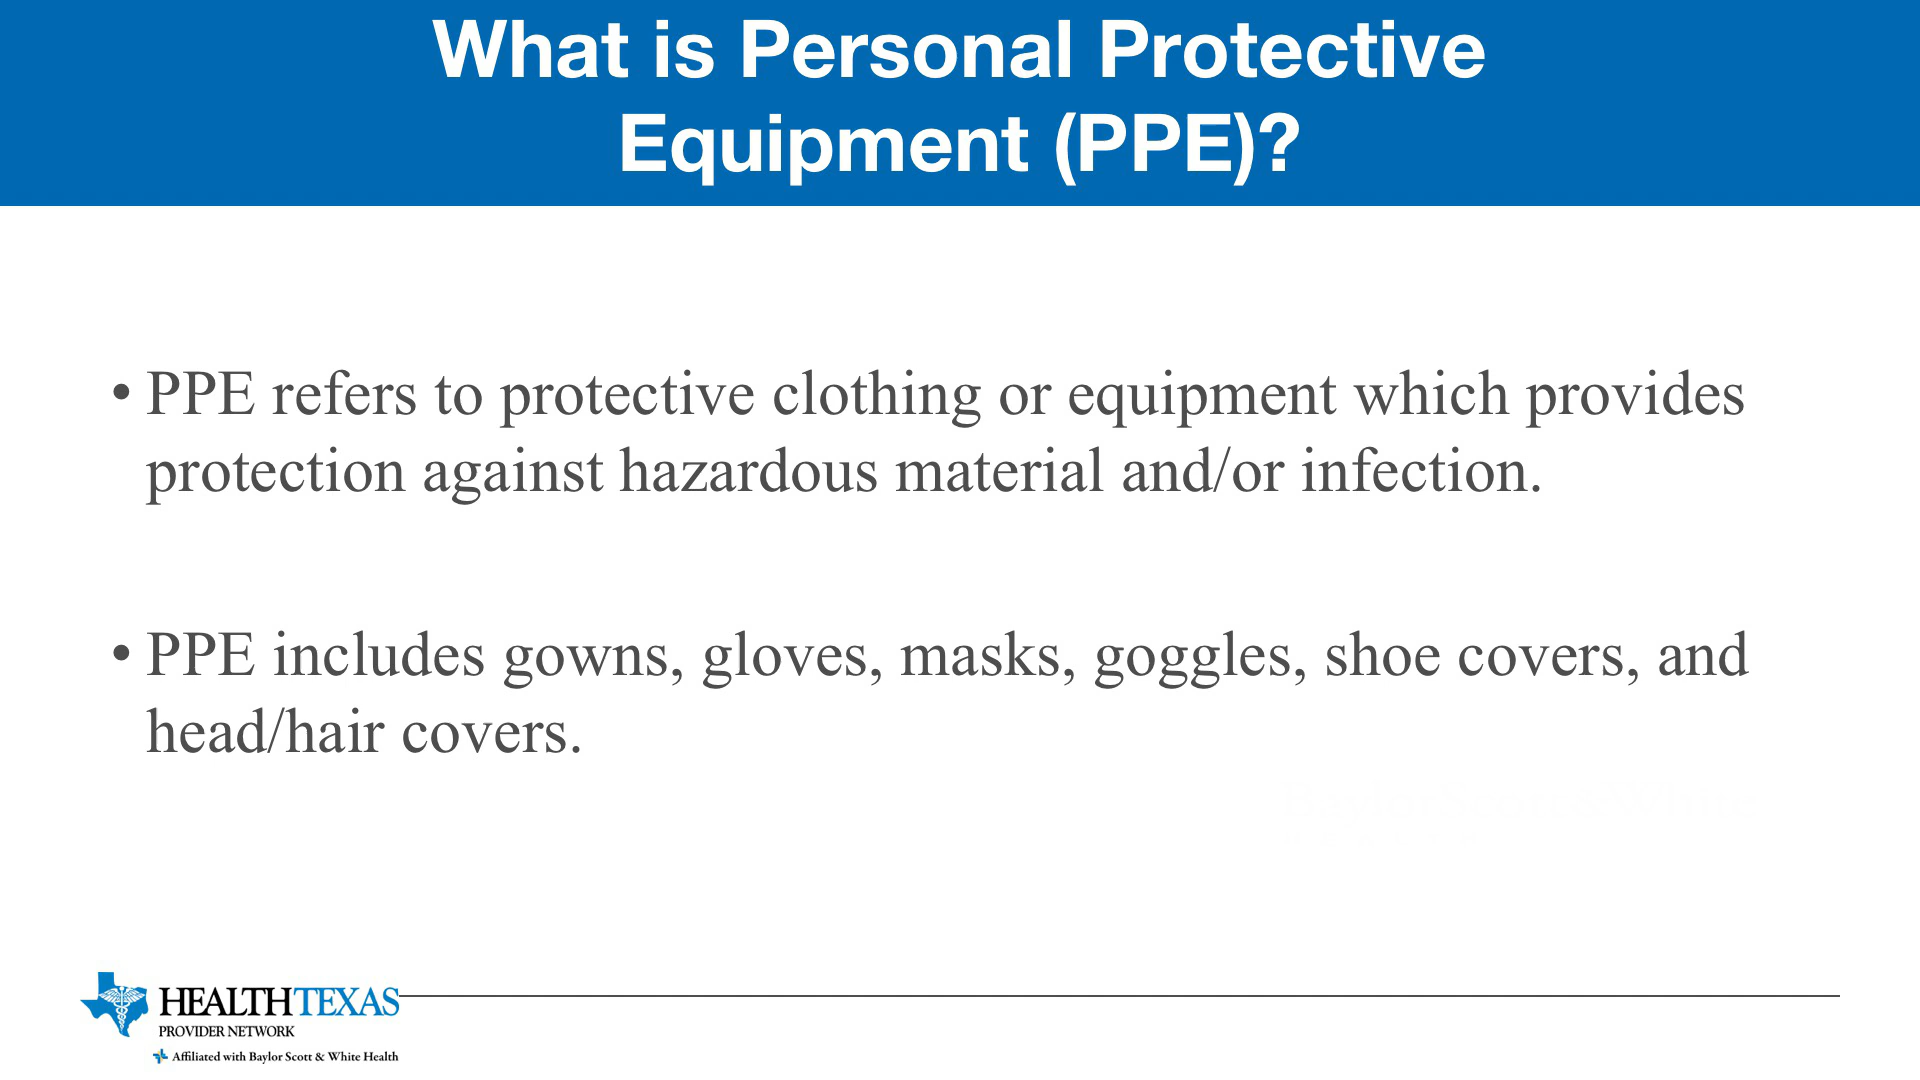 What is Personal Protective
Equipment (PPE)?
• PPE refers to protective clothing or equipment which provides
protection against hazardous material and/or infection.
• PPE includes gowns, gloves, masks, goggles, shoe covers, and
head/hair covers.
HEALTHTEXAS
PROVIDER NETWORK
Affiliated with Baylor Scott & White Health